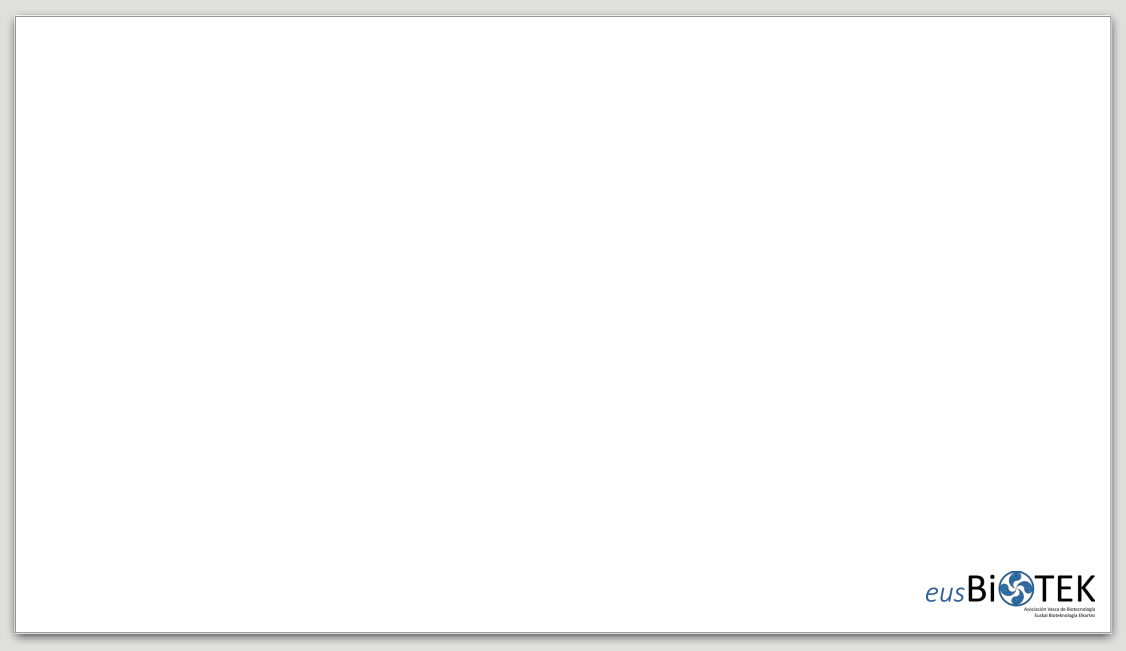 eusBiOTEK
Asociación Vasca de Biotecnología
Euskal Bioteknologia Elkartea